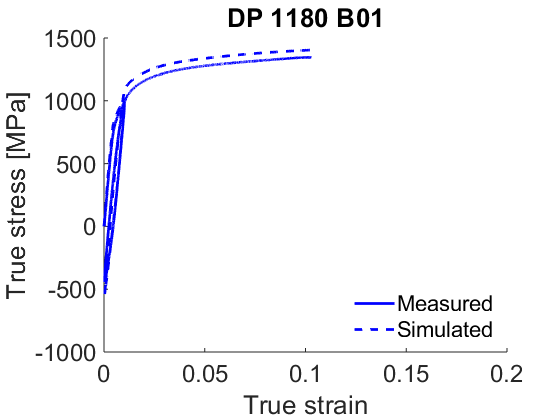 DP 1180 B01
1500
1000
500
0
-500
-1000
True stress [MPa]
0
0.05
0.1
0.15
0.2
True strain
Measured
Simulated